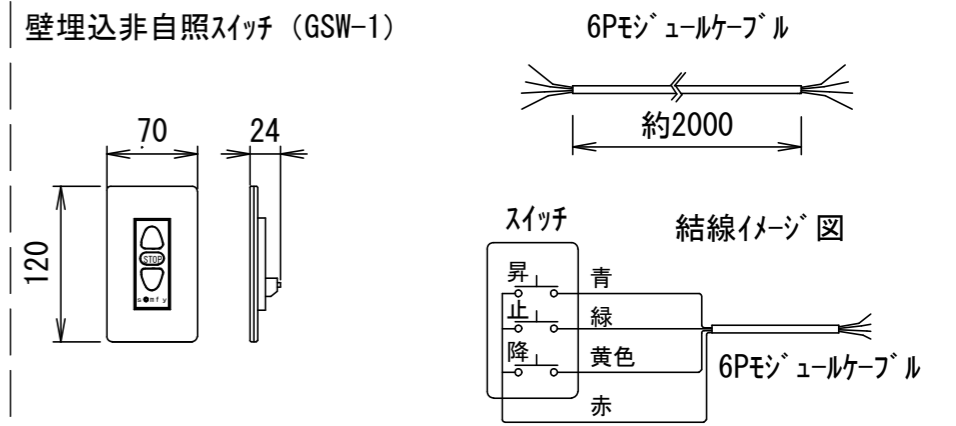 壁埋込非自照スイッチ（GSW-1）
70
24
120
STOP
somfy
6Pモジュールケーブル
約2000
スイッチ
結線イメージ図
昇
青
止
緑
降
黄色
6Pモジュールケーブル
赤